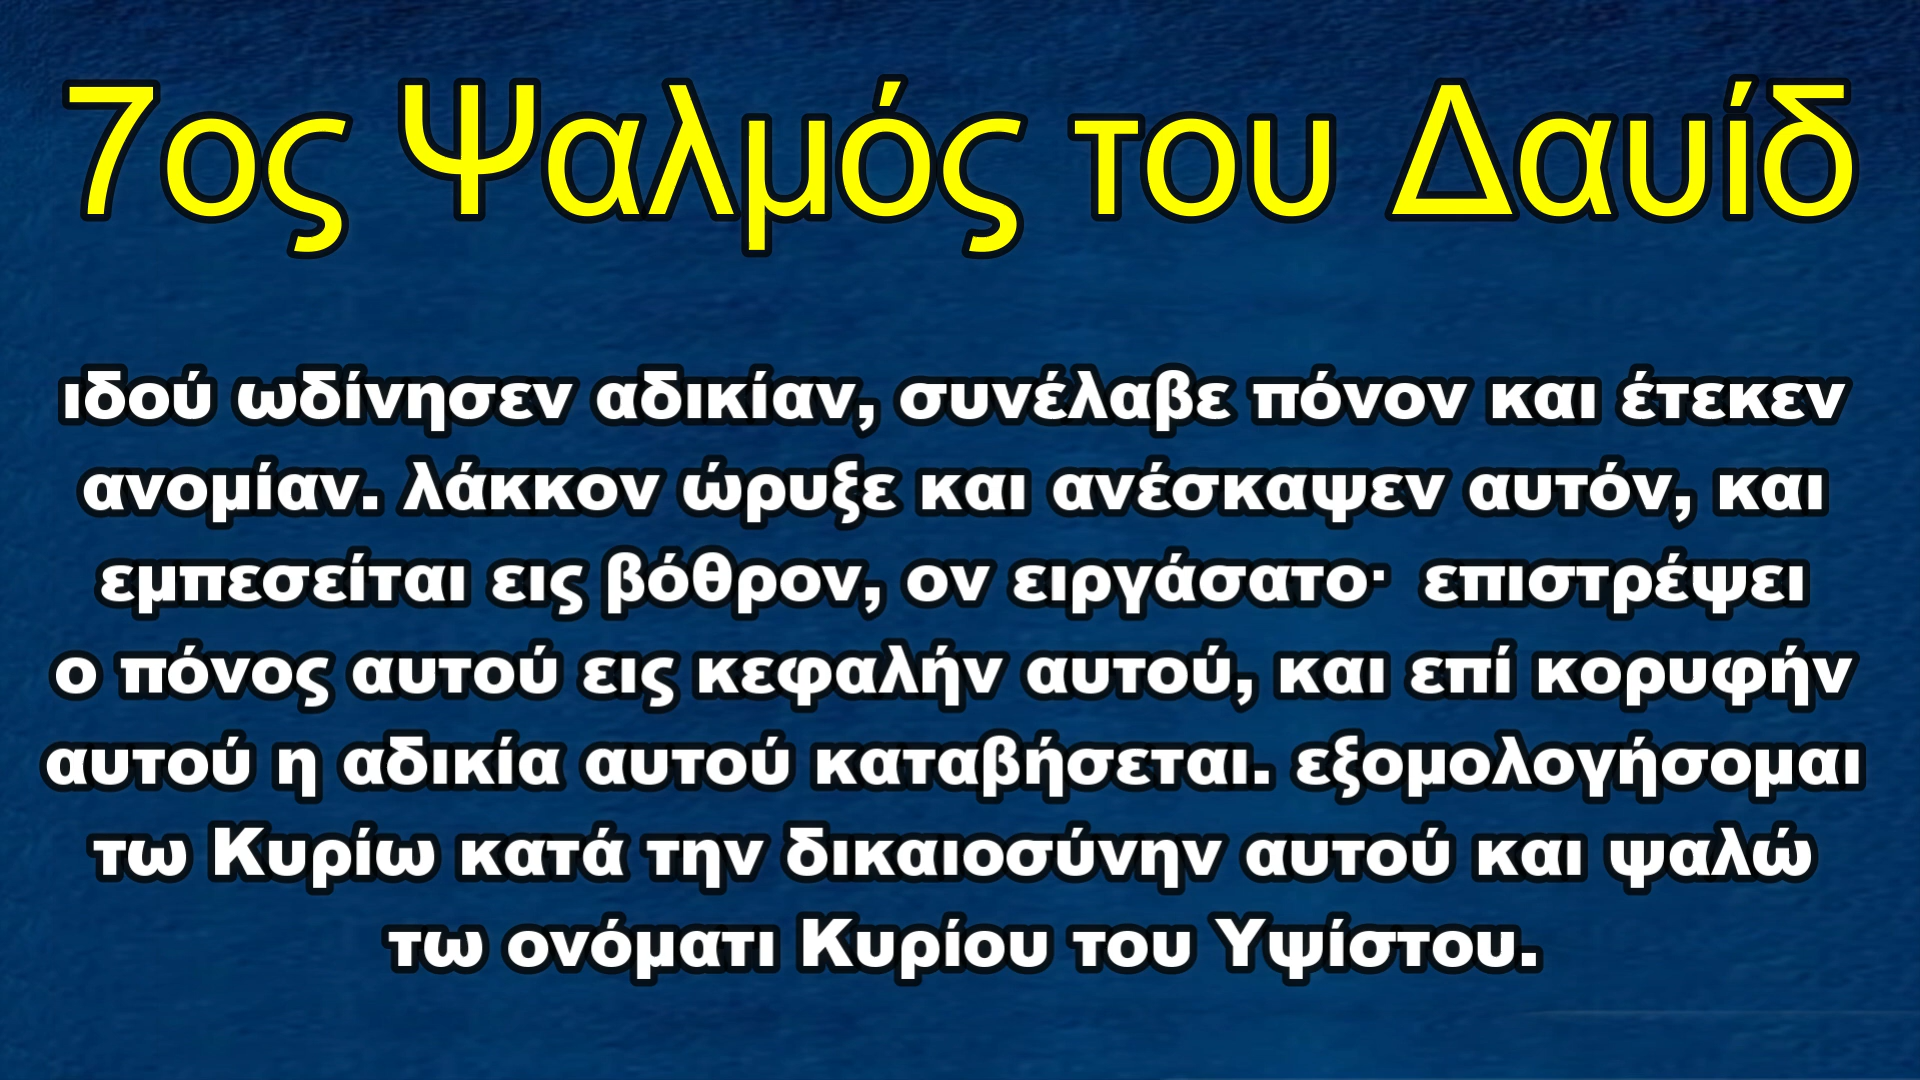 7ος Ψαλμός του Δαυίδ
ιδού ωδίνησεν αδικίαν, συνέλαβε πόνον και έτεκεν
ανομίαν. λάκκον ώρυξε και ανέσκαψεν αυτόν, και
εμπεσείται εις βόθρον, ον ειργάσατο· επιστρέψει
ο πόνος αυτού εις κεφαλήν αυτού, και επί κορυφήν
αυτού η αδικία αυτού καταβήσεται. εξομολογήσομαι
τω Κυρίω κατά την δικαιοσύνην αυτού και ψαλώ
τω ονόματι Κυρίου του Υψίστου.